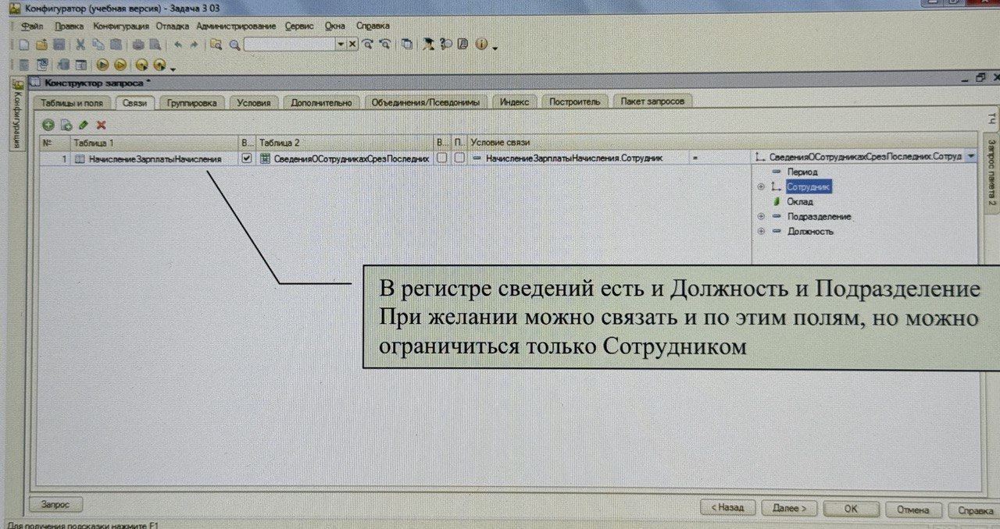 Конфигуратор (учебная версия) - Задача 3 03
Файл Правка Конфигурация Отладка Администрирование Сервис Окна Справка
Конструктор запроса *
Конфигурация
Таблицы и поля Связи Группировка Условия Дополнительно Объединения/Псевдонимы Индекс Построитель Пакет запросов
ТЧ
Запрос пакета 2
№ Таблица 1 В... Таблица 2 В... П.. Условие связи
1 НачислениеЗарплатыНачисления СведенияОСотрудникахСрезПоследних НачислениеЗарплатыНачисления.Сотрудник = СведенияОСотрудникахСрезПоследних.Сотруд
Период
Сотрудник
Оклад
Подразделение
Должность
В регистре сведений есть и Должность и Подразделение
При желании можно связать и по этим полям, но можно
ограничиться только Сотрудником
Запрос
< Назад Далее > ОК Отмена Справка
Для получения подсказки нажмите F1